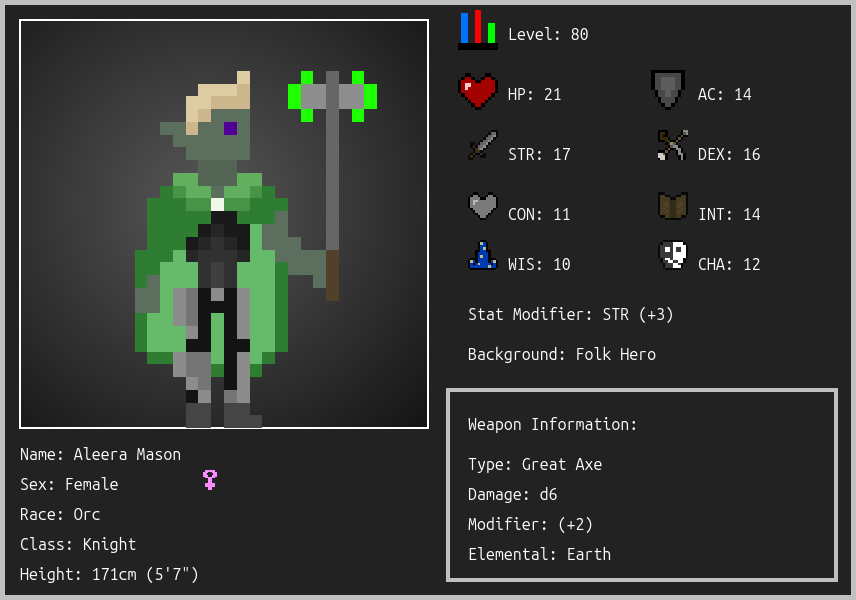 Level: 80
HP: 21
AC: 14
STR: 17
DEX: 16
CON: 11
INT: 14
WIS: 10
CHA: 12
Stat Modifier: STR (+3)
Background: Folk Hero
Weapon Information:
Type: Great Axe
Damage: d6
Modifier: (+2)
Elemental: Earth
Name: Aleera Mason
Sex: Female
Race: Orc
Class: Knight
Height: 171cm (5'7")